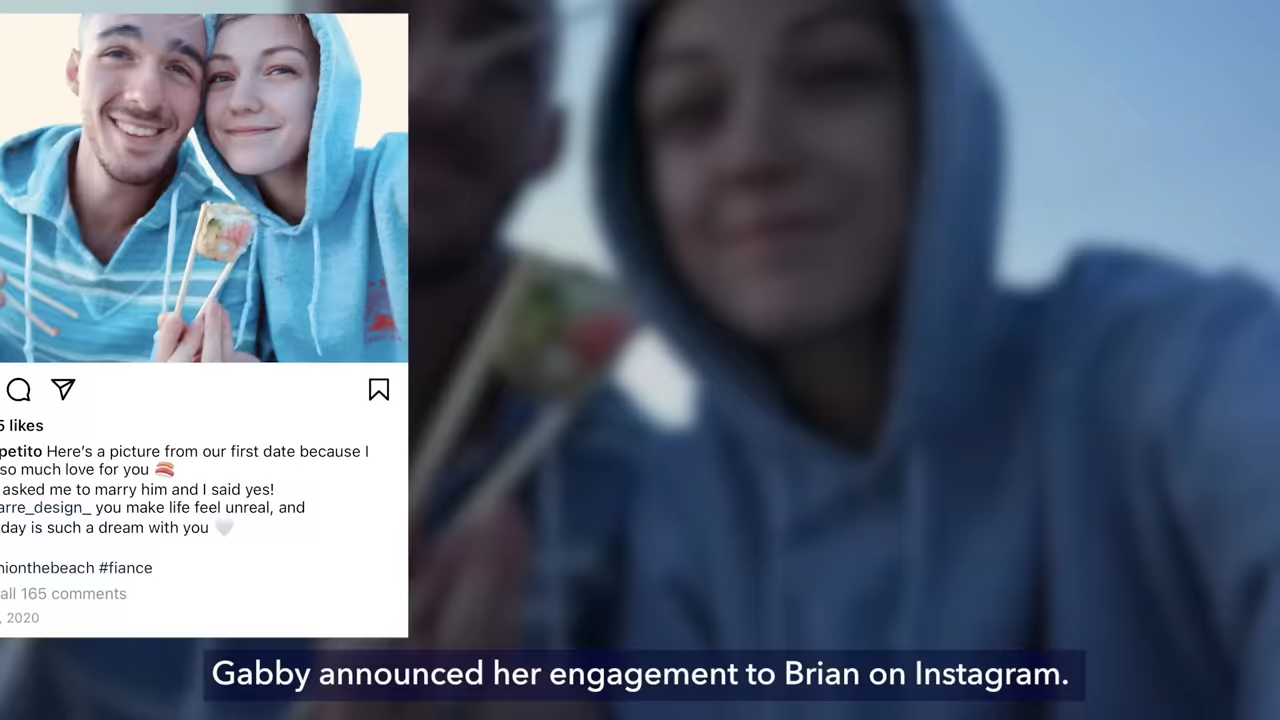 5 likes
petito Here's a picture from our first date because I
so much love for you 🍣
asked me to marry him and I said yes!
arre_design_ you make life feel unreal, and
day is such a dream with you 🤍
nionthebeach #fiance
all 165 comments
, 2020
Gabby announced her engagement to Brian on Instagram.